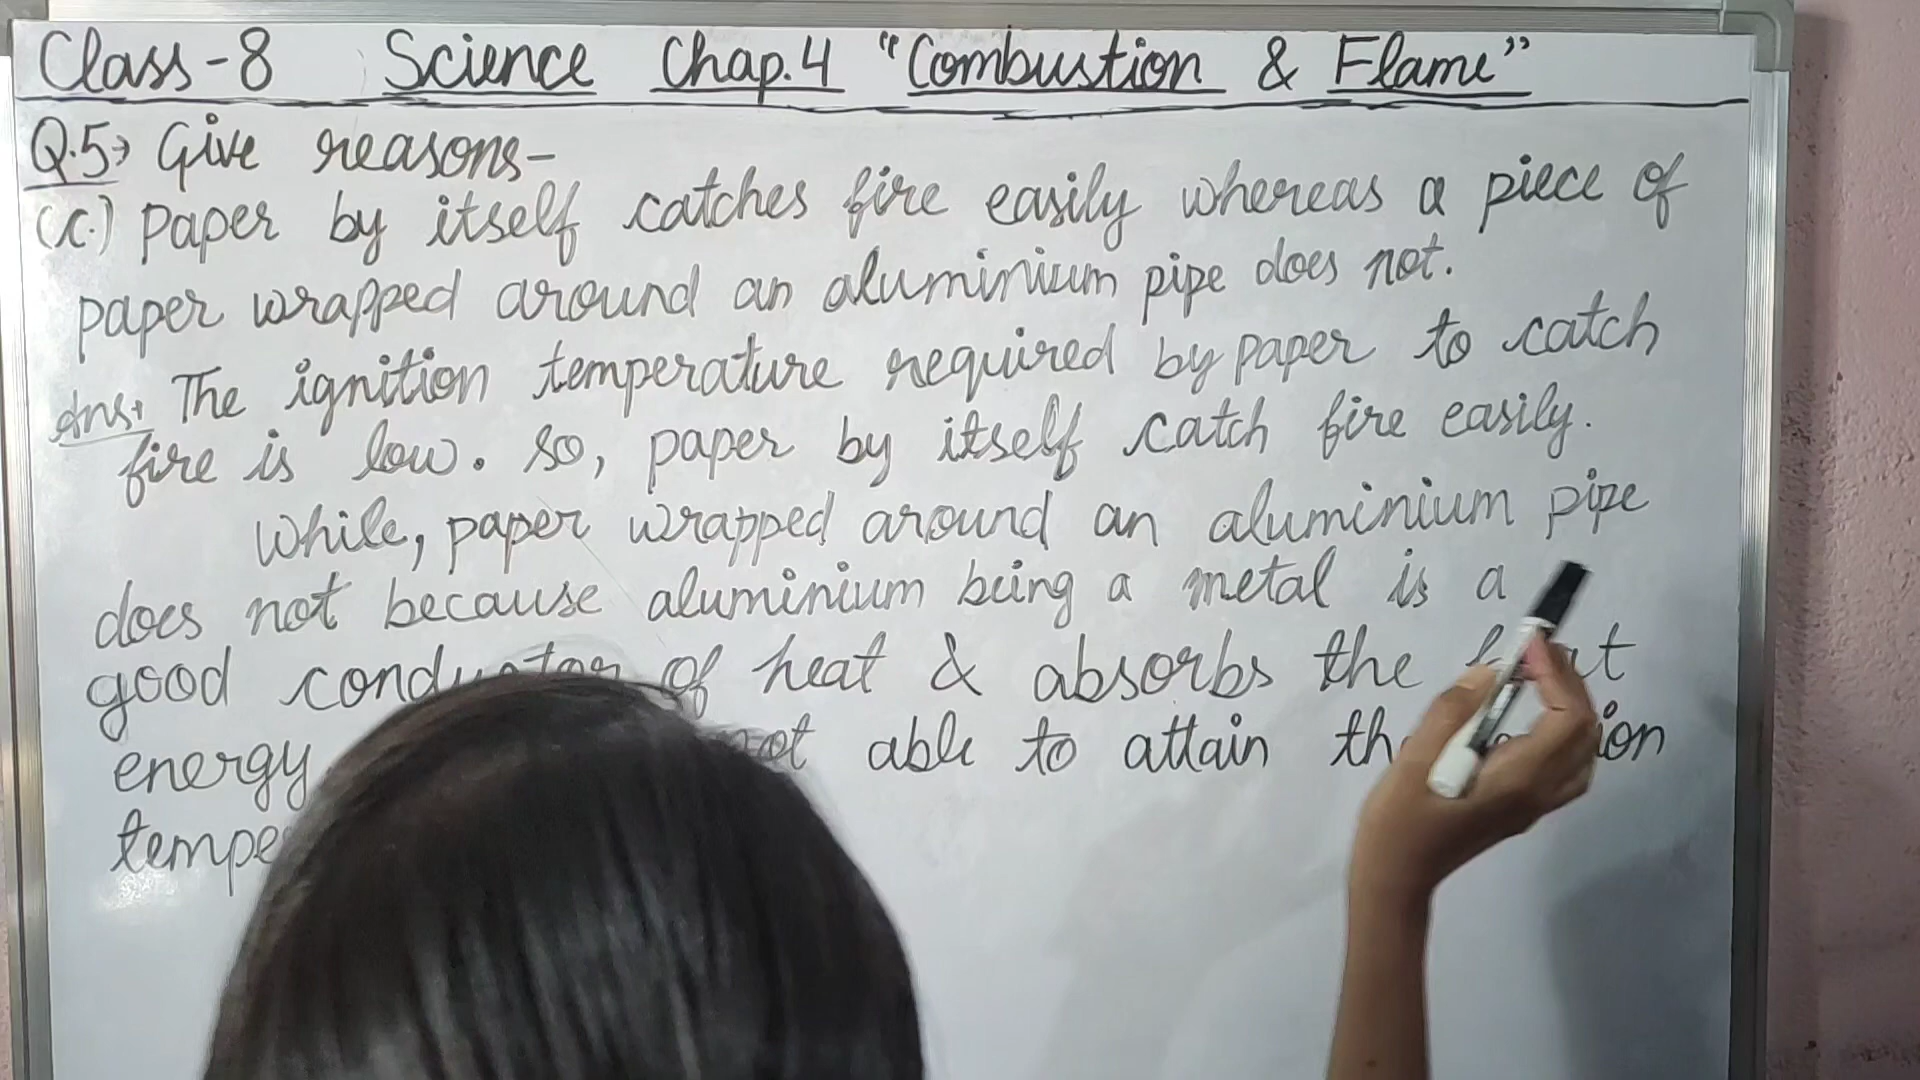 Class-8 Science Chap.4 "Combustion & Flame"
Q.5→ Give reasons-
(c.) paper by itself catches fire easily whereas a piece of
paper wrapped around an aluminium pipe does not.
Ans→ The ignition temperature required by paper to catch
fire is low. So, paper by itself catch fire easily.
While, paper wrapped around an aluminium pipe
does not because aluminium being a metal is a
good conductor of heat & absorbs the heat
energy not able to attain